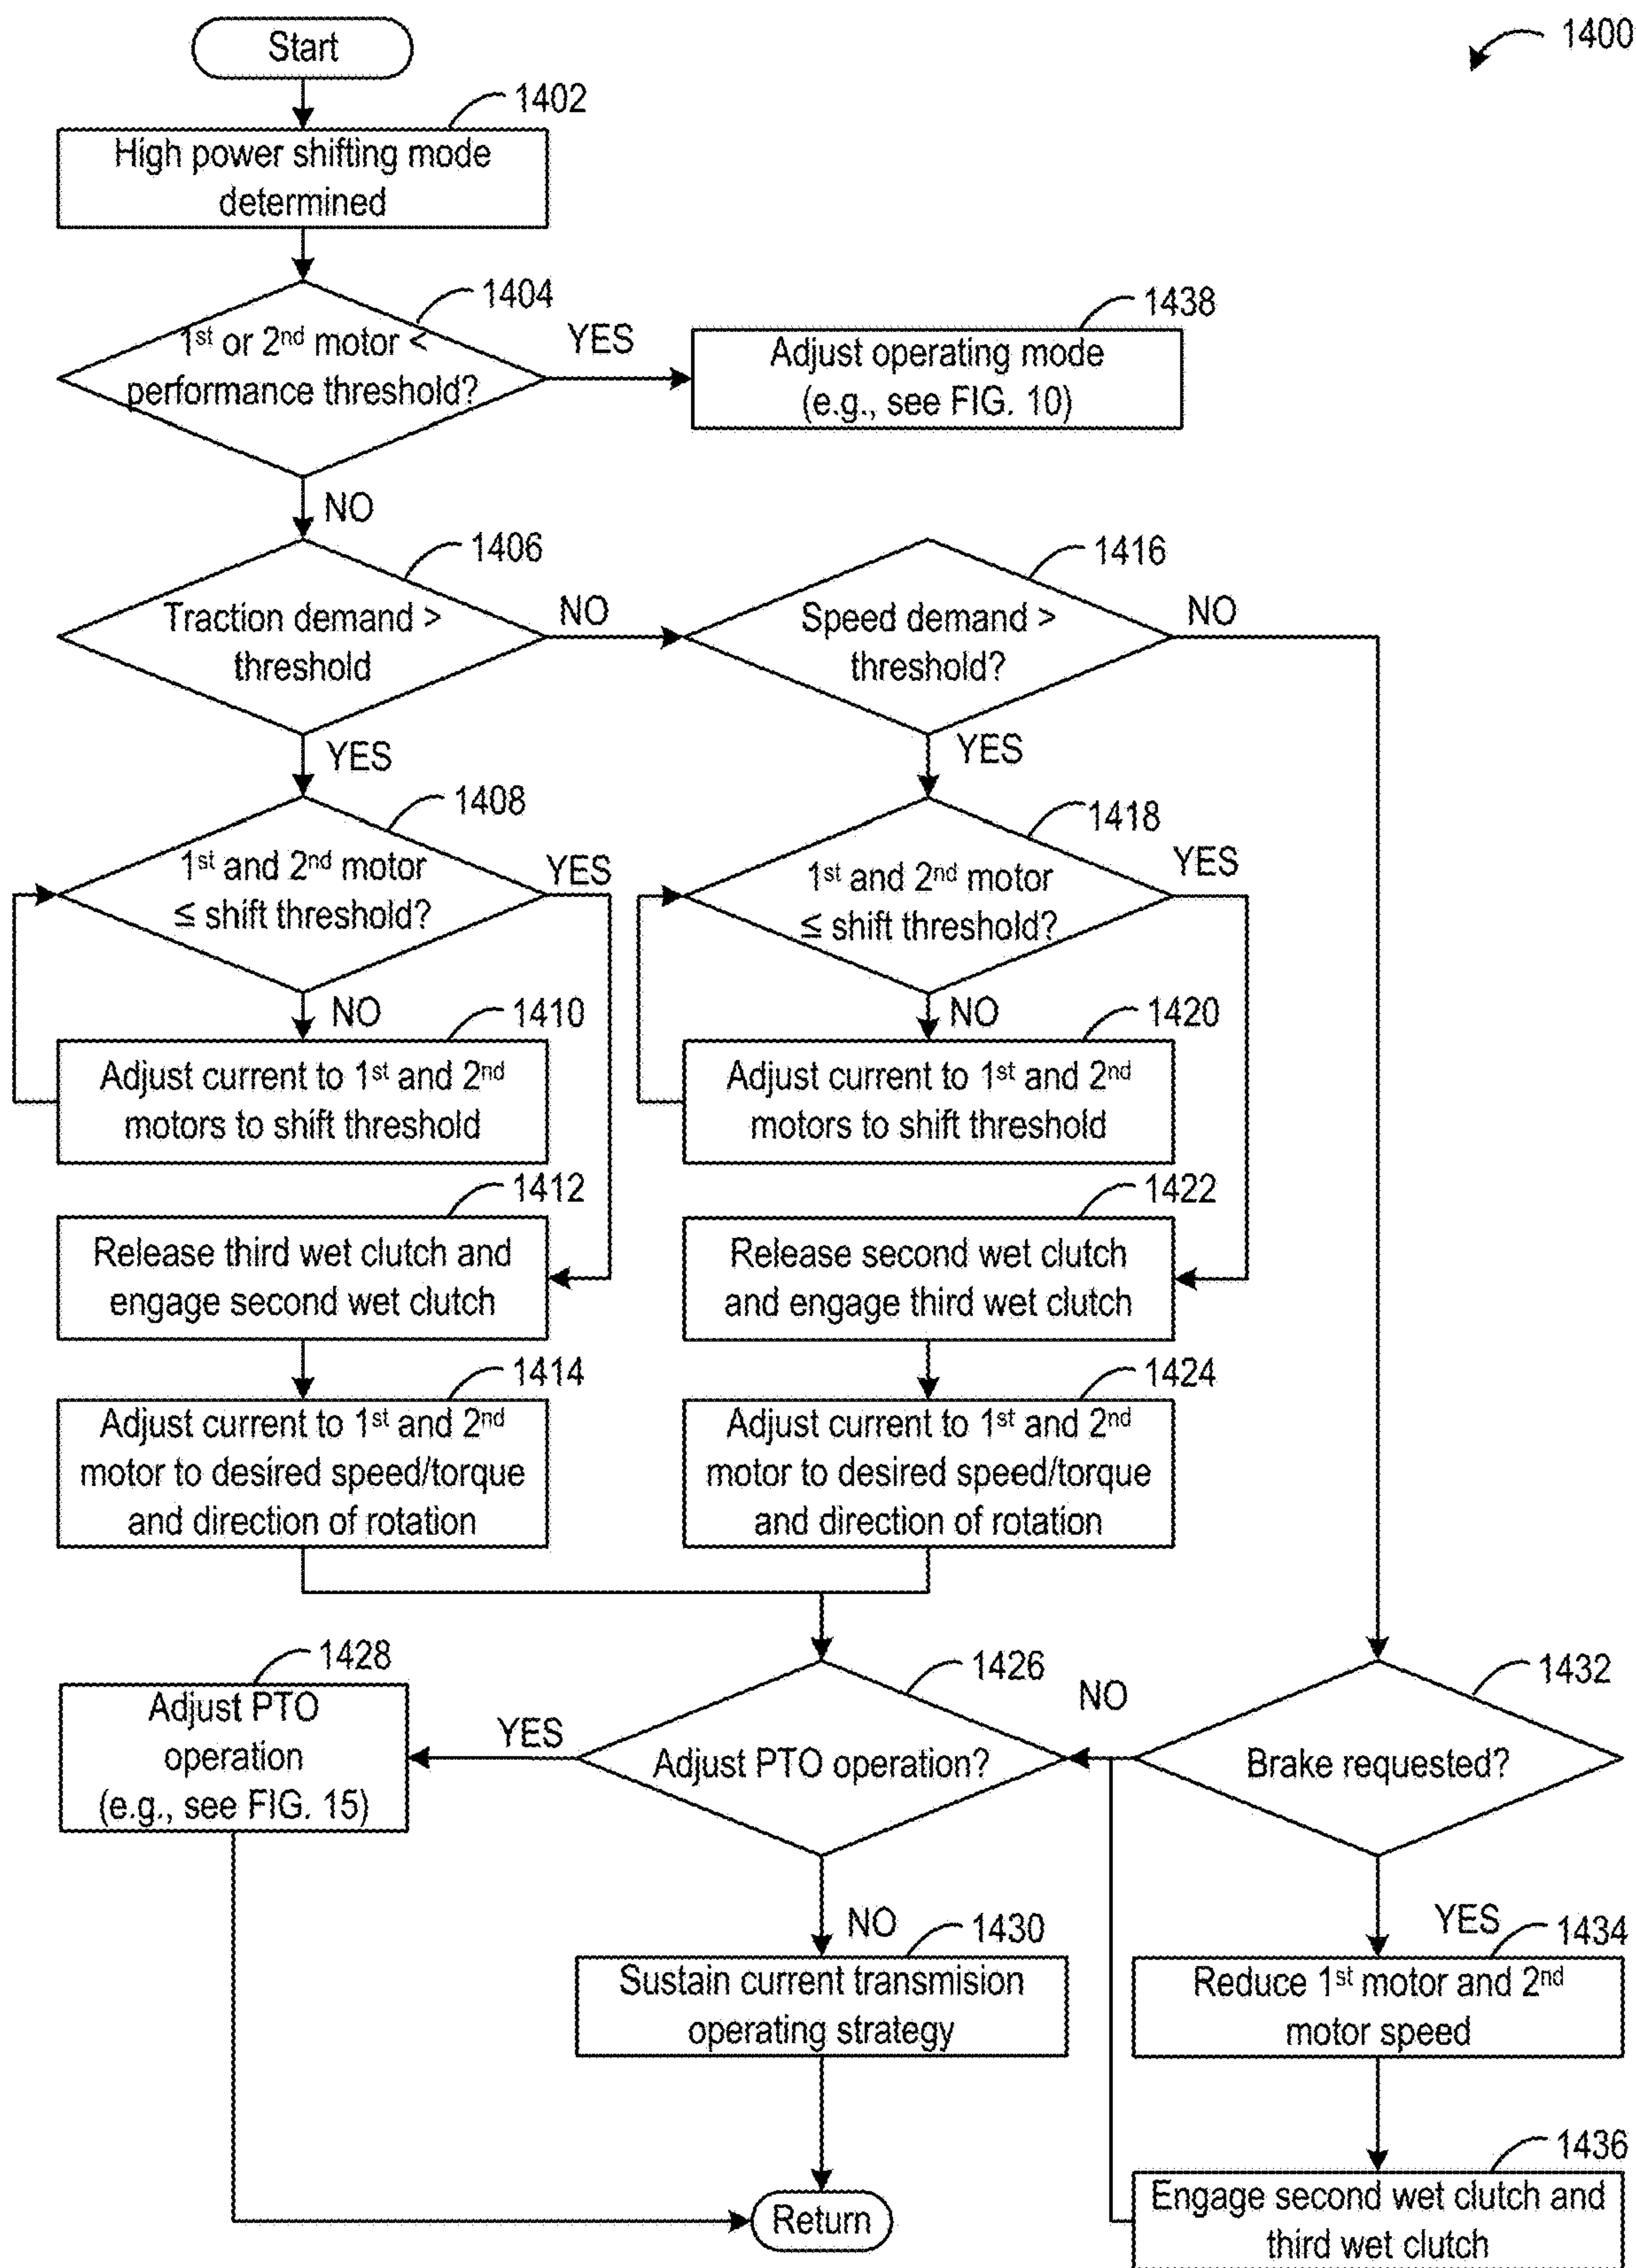 Start
1400
1402
High power shifting mode
determined
1404
1st or 2nd motor <
performance threshold?
YES
1438
Adjust operating mode
(e.g., see FIG. 10)
NO
1406
Traction demand >
threshold
NO
1416
Speed demand >
threshold?
NO
YES
YES
1408
1st and 2nd motor
≤ shift threshold?
YES
1418
1st and 2nd motor
≤ shift threshold?
YES
NO
1410
Adjust current to 1st and 2nd
motors to shift threshold
NO
1420
Adjust current to 1st and 2nd
motors to shift threshold
1412
Release third wet clutch and
engage second wet clutch
1422
Release second wet clutch
and engage third wet clutch
1414
Adjust current to 1st and 2nd
motor to desired speed/torque
and direction of rotation
1424
Adjust current to 1st and 2nd
motor to desired speed/torque
and direction of rotation
1428
Adjust PTO
operation
(e.g., see FIG. 15)
YES
1426
Adjust PTO operation?
NO
1432
Brake requested?
NO
1430
Sustain current transmision
operating strategy
YES
1434
Reduce 1st motor and 2nd
motor speed
1436
Engage second wet clutch and
third wet clutch
Return